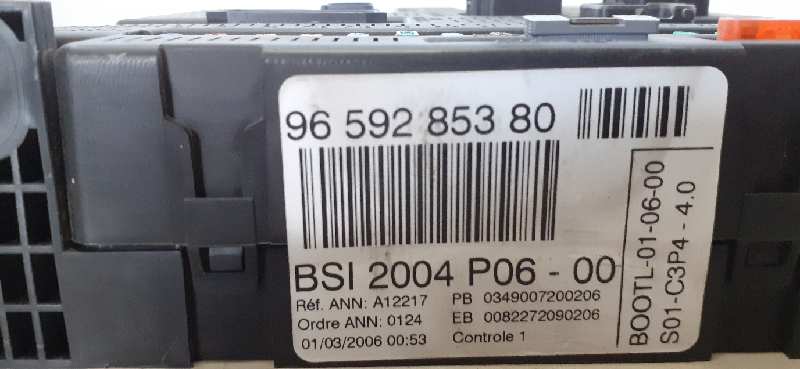 96 592 853 80
BSI 2004 P06 - 00
Réf. ANN: A12217 PB 0349007200206
Ordre ANN: 0124 EB 0082272090206
01/03/2006 00:53 Controle 1
BOOTL-01-06-00
S01-C3P4 - 4.0